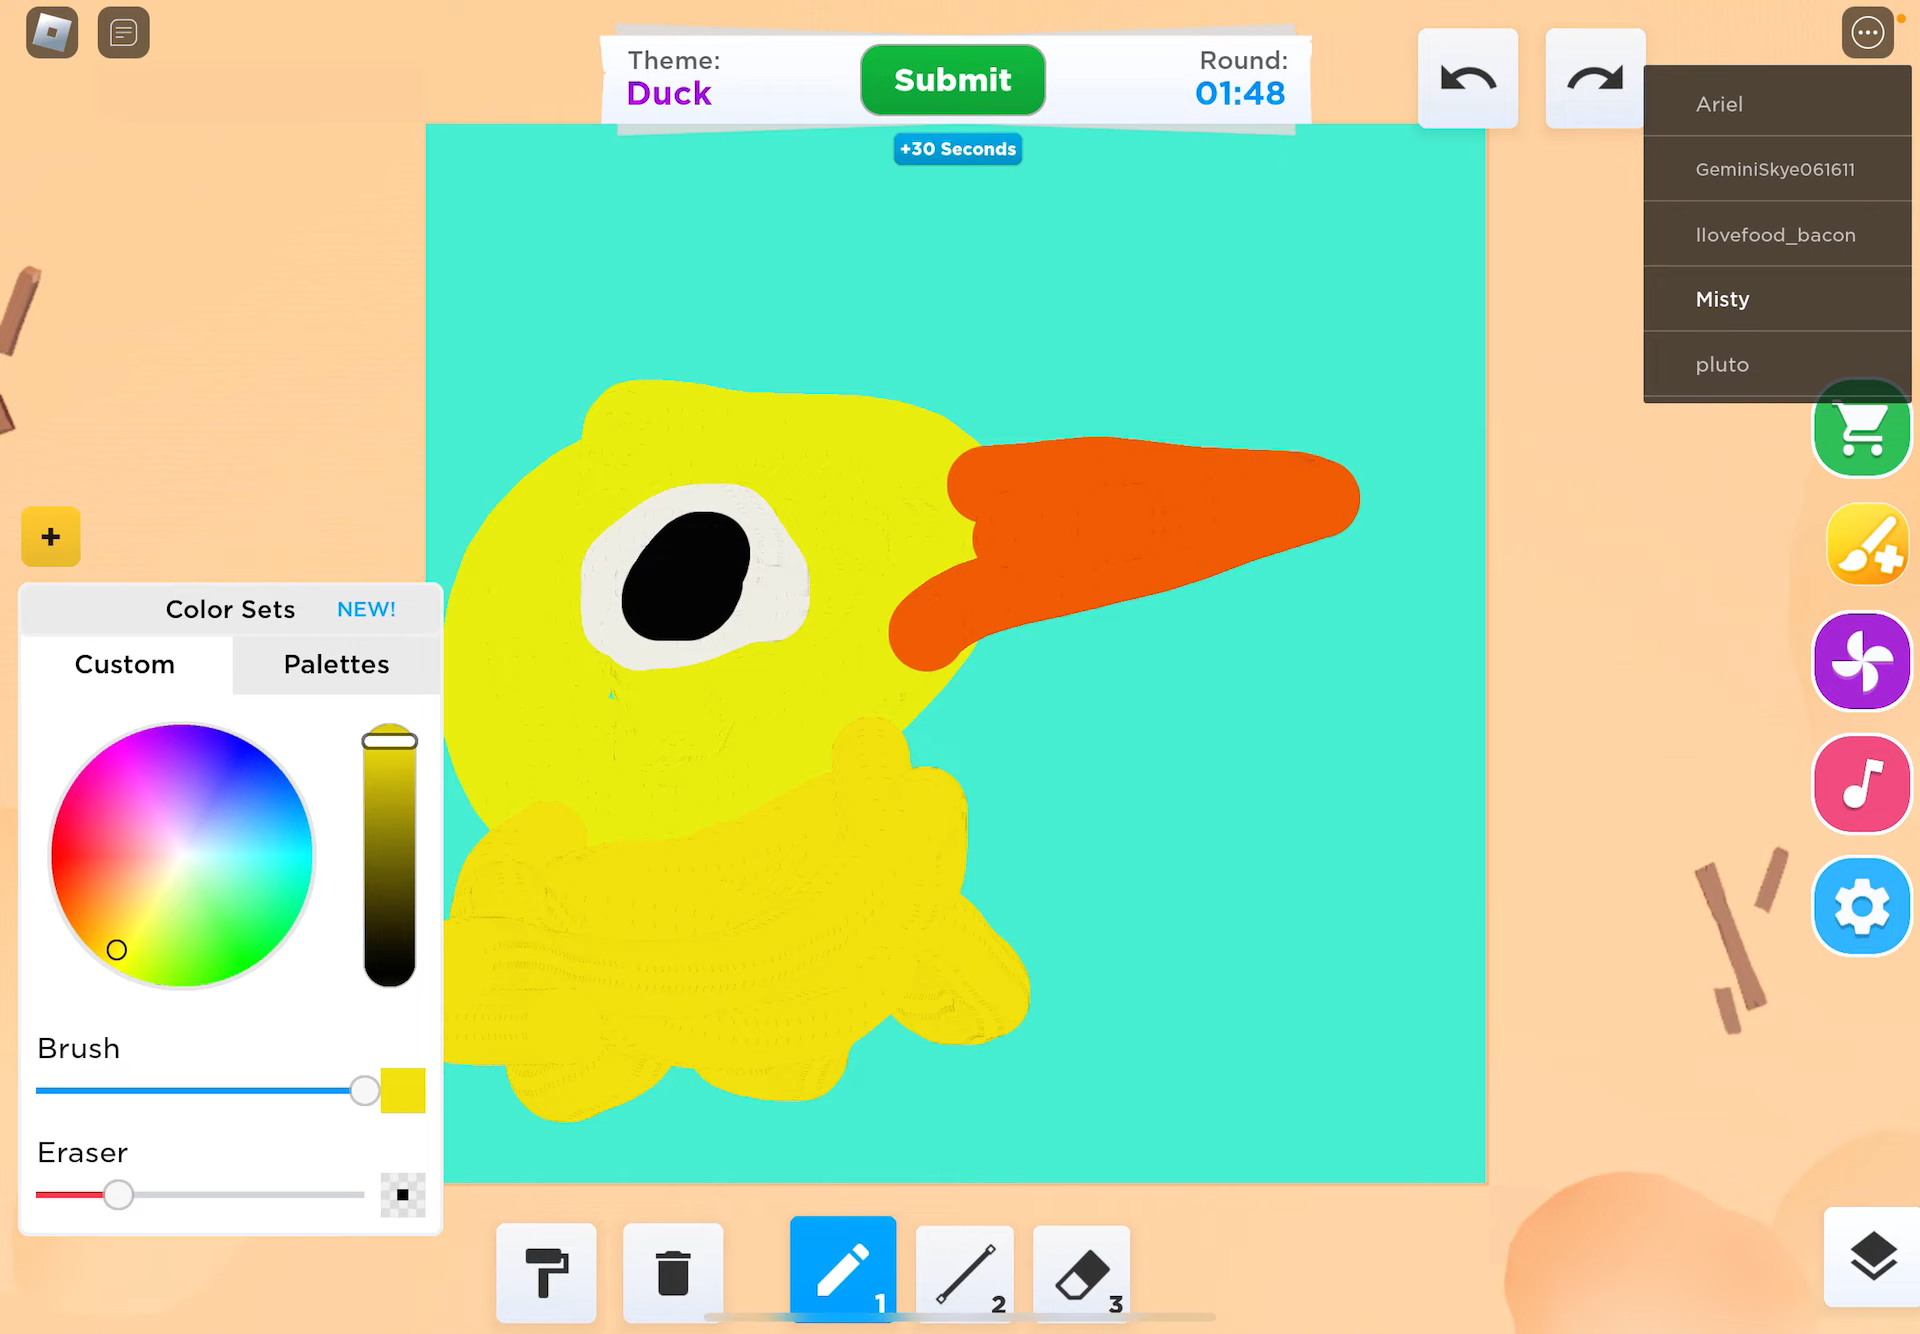 Theme:
Duck
Submit
Round:
01:48
+30 Seconds
Ariel
GeminiSkye061611
Ilovefood_bacon
Misty
pluto
+
Color Sets NEW!
Custom Palettes
Brush
Eraser
1
2
3